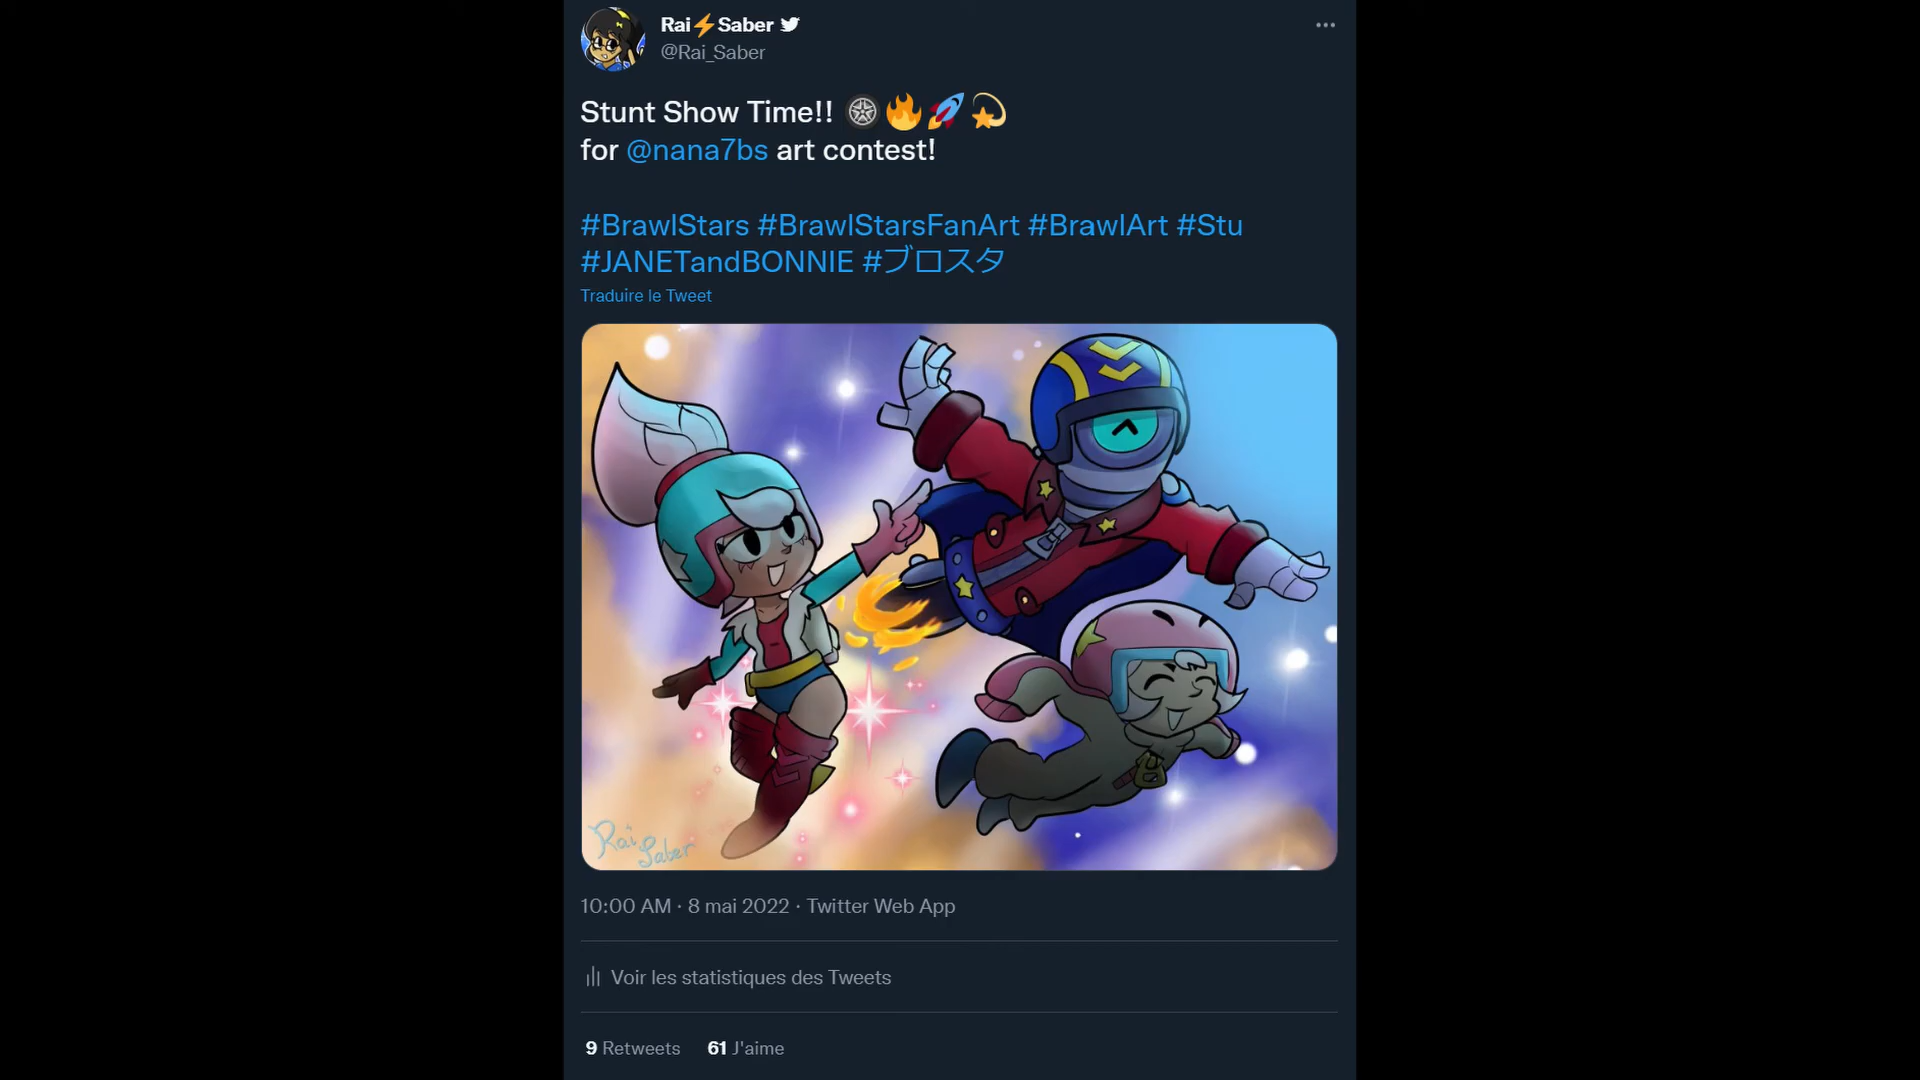 Rai⚡Saber
@Rai_Saber
Stunt Show Time!! 🛞🔥🚀💫
for @nana7bs art contest!
#BrawlStars #BrawlStarsFanArt #BrawlArt #Stu
#JANETandBONNIE #ブロスタ
Traduire le Tweet
Rai
Saber
10:00 AM · 8 mai 2022 · Twitter Web App
Voir les statistiques des Tweets
9 Retweets 61 J'aime